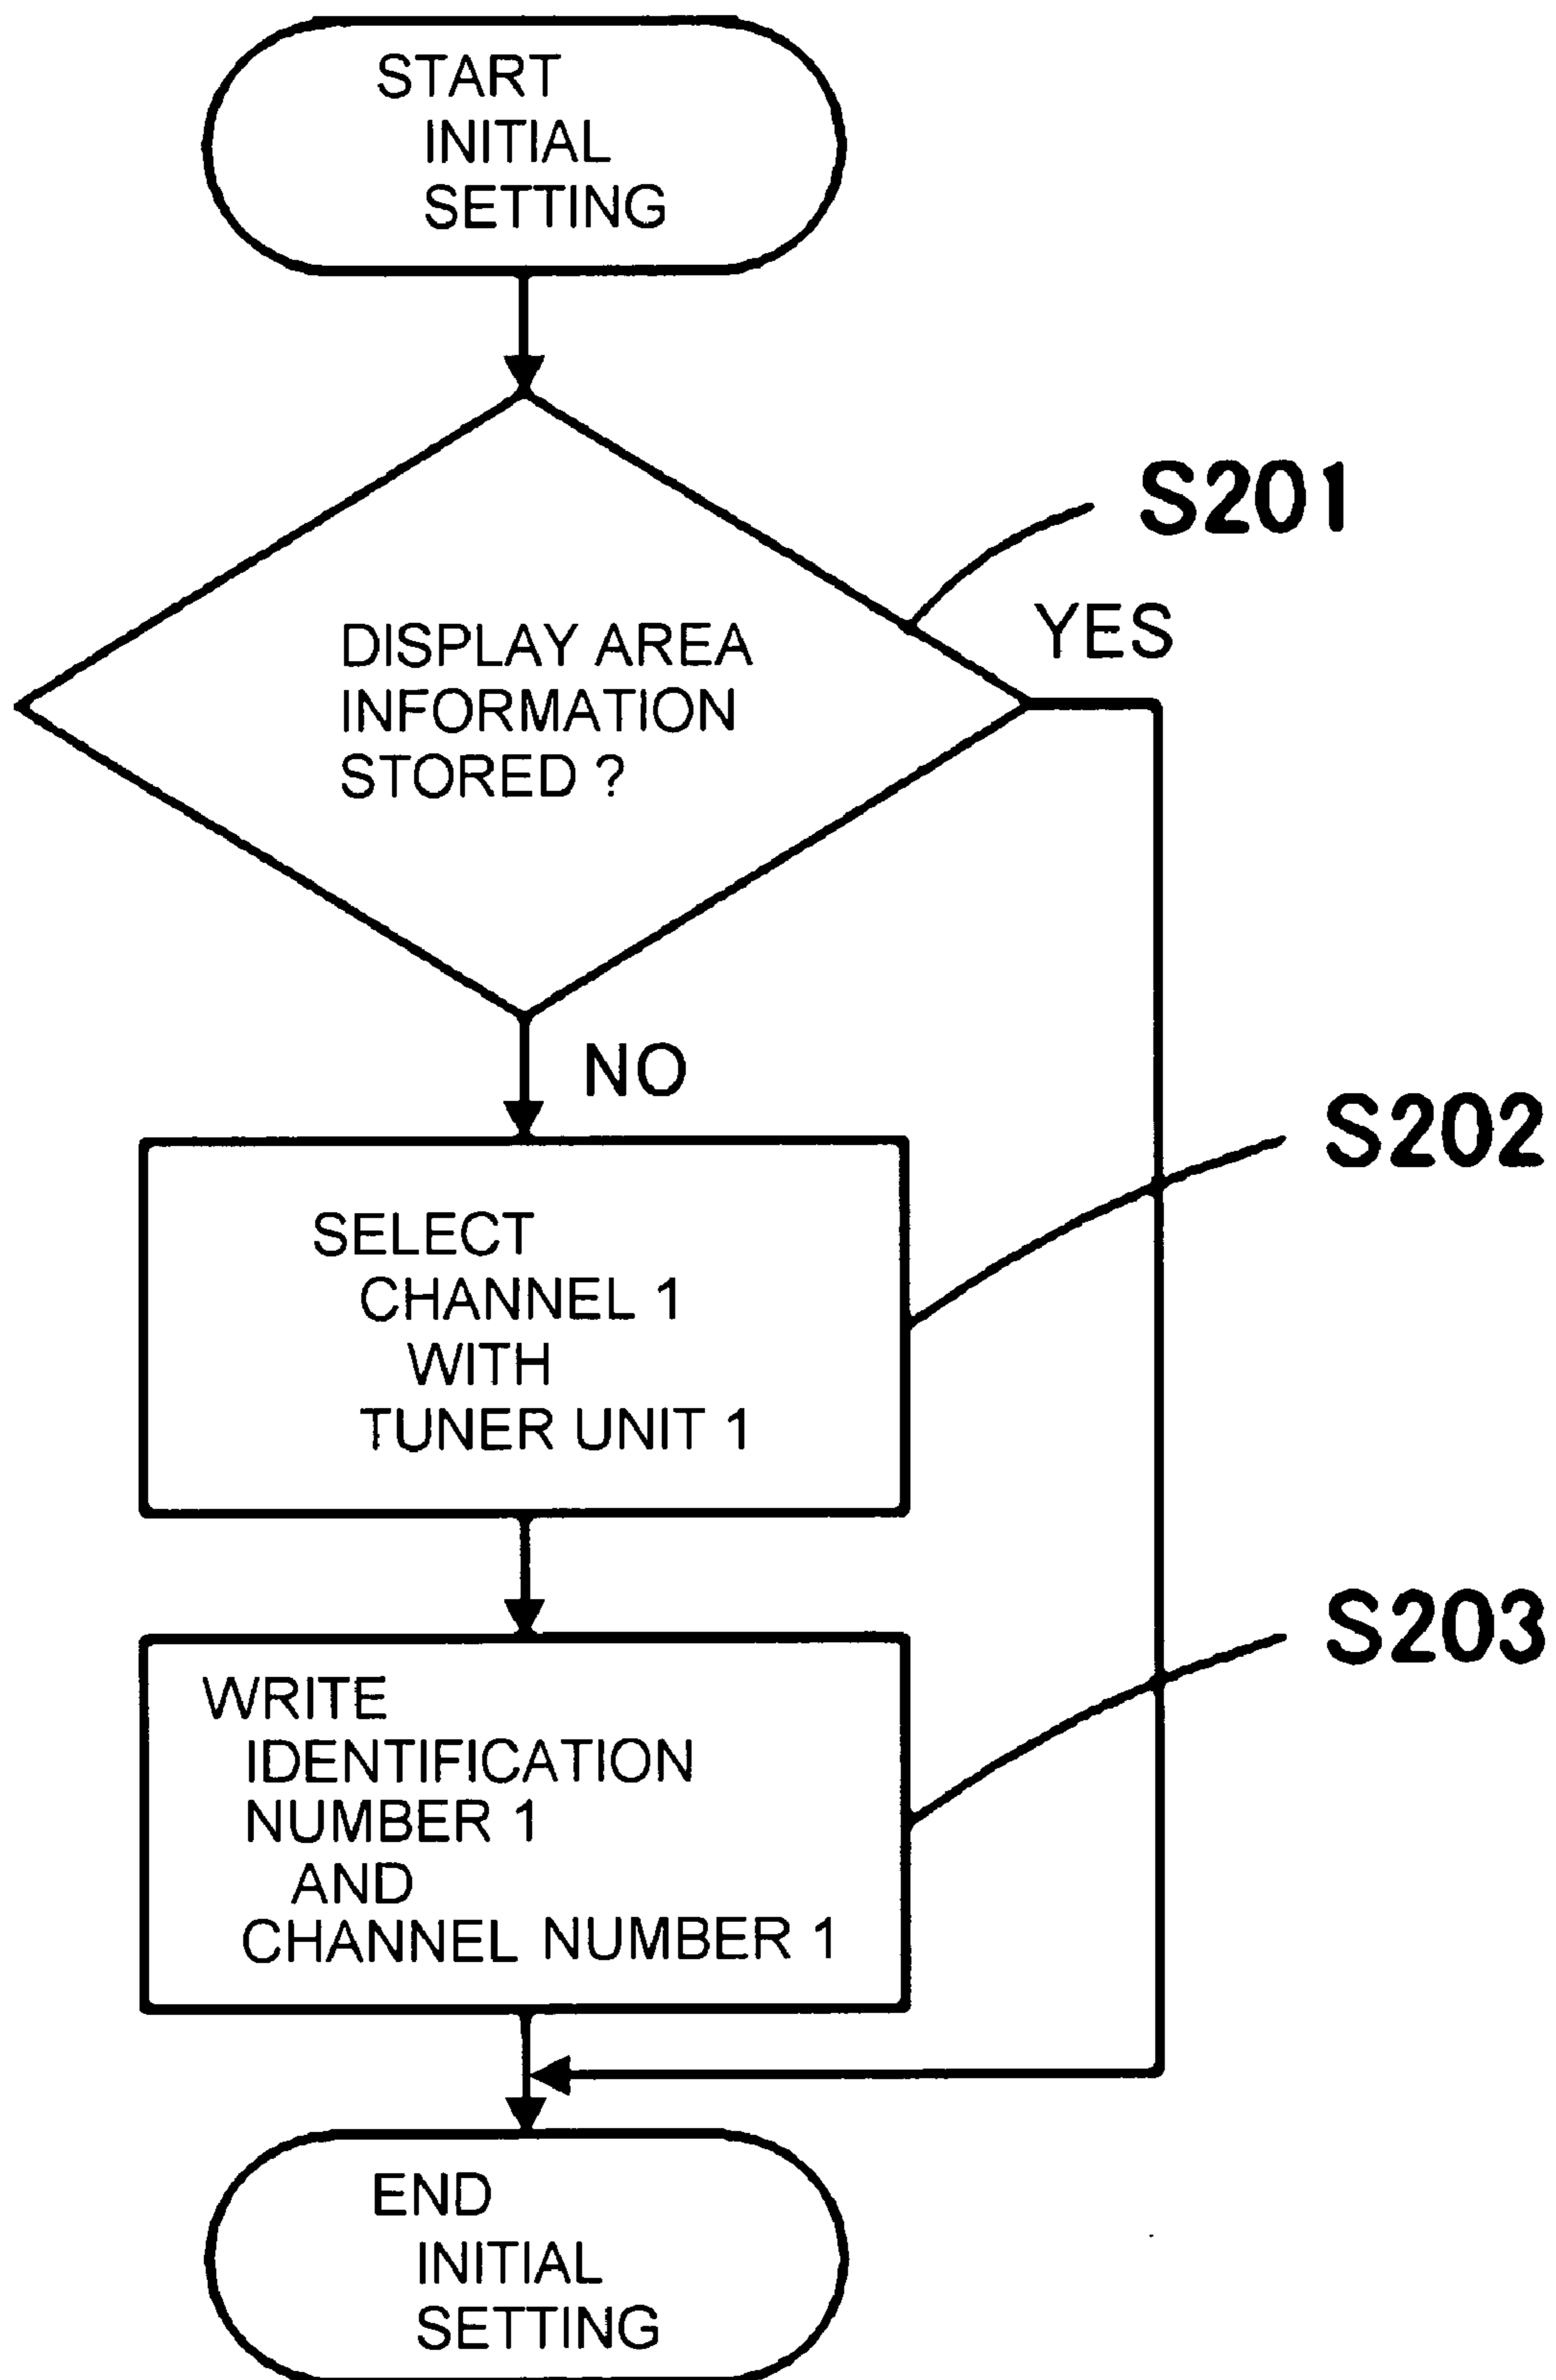 START
INITIAL
SETTING
S201
YES
DISPLAY AREA
INFORMATION
STORED ?
NO
S202
SELECT
CHANNEL 1
WITH
TUNER UNIT 1
S203
WRITE
IDENTIFICATION
NUMBER 1
AND
CHANNEL NUMBER 1
END
INITIAL
SETTING